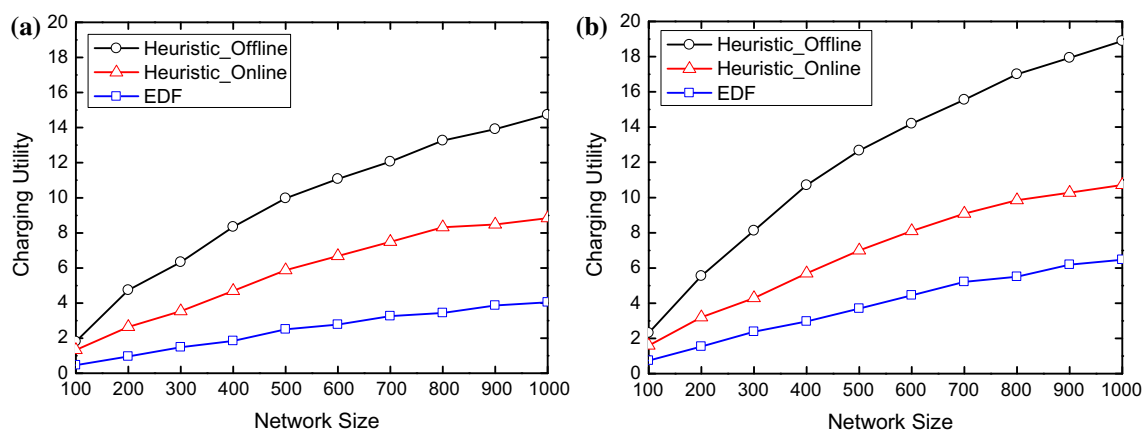 (a)
Heuristic_Offline
Heuristic_Online
EDF
Charging Utility
20
18
16
14
12
10
8
6
4
2
0
100 200 300 400 500 600 700 800 900 1000
Network Size
(b)
Heuristic_Offline
Heuristic_Online
EDF
Charging Utility
20
18
16
14
12
10
8
6
4
2
0
100 200 300 400 500 600 700 800 900 1000
Network Size